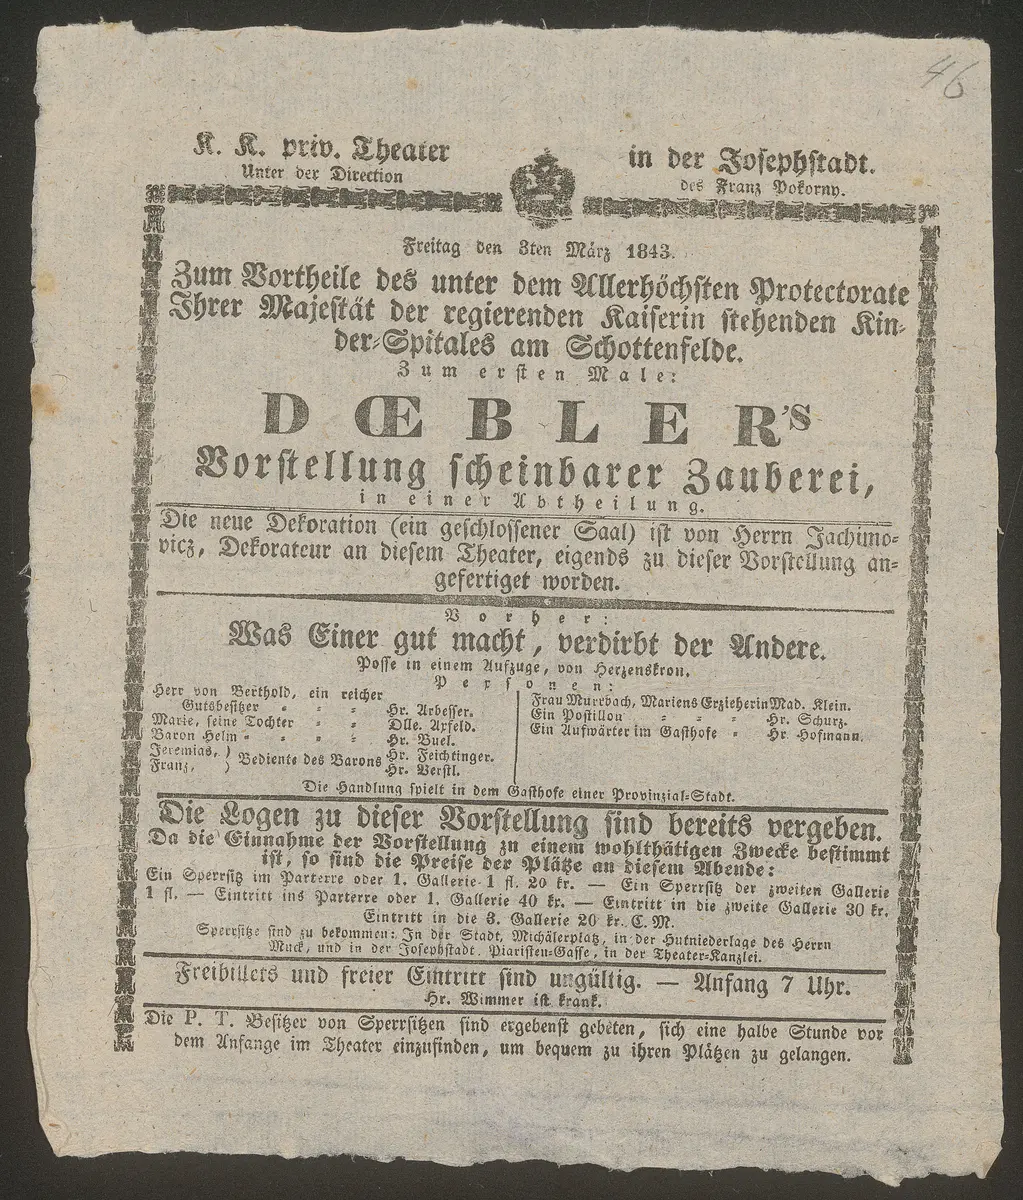 46
K. K. priv. Theater in der Josephstadt.
Unter der Direction des Franz Pokorny.
Freitag den 3ten März 1843.
Zum Vortheile des unter dem Allerhöchsten Protectorate
Ihrer Majestät der regierenden Kaiserin stehenden Kin-
der-Spitales am Schottenfelde.
Zum ersten Male:
DŒBLER's
Vorstellung scheinbarer Zauberei,
in einer Abtheilung.
Die neue Dekoration (ein geschlossener Saal) ist von Herrn Jachimo-
vicz, Dekorateur an diesem Theater, eigends zu dieser Vorstellung an-
gefertiget worden.
Vorher:
Was Einer gut macht, verdirbt der Andere.
Posse in einem Aufzuge, von Herzenskron.
Personen:
Herr von Berthold, ein reicher
Gutsbesitzer - - - Hr. Arbesser.
Marie, seine Tochter - - Dlle. Arfeld.
Baron Helm - - - - Hr. Buel.
Jeremias, } Bediente des Barons Hr. Feichtinger.
Franz, } Hr. Verstl.
Frau Murrbach, Mariens Erzieherin Mad. Klein.
Ein Postillon - - - Hr. Schurz.
Ein Aufwärter im Gasthofe - Hr. Hofmann.
Die Handlung spielt in dem Gasthofe einer Provinzial-Stadt.
Die Logen zu dieser Vorstellung sind bereits vergeben.
Da die Einnahme der Vorstellung zu einem wohlthätigen Zwecke bestimmt
ist, so sind die Preise der Plätze an diesem Abende:
Ein Sperrsitz im Parterre oder 1. Gallerie 1 fl. 20 kr. — Ein Sperrsitz der zweiten Gallerie
1 fl. — Eintritt ins Parterre oder 1. Gallerie 40 kr. — Eintritt in die zweite Gallerie 30 kr.
Eintritt in die 3. Gallerie 20 kr. C. M.
Sperrsitze sind zu bekommen: In der Stadt, Michälerplatz, in der Hutniederlage des Herrn
Muck, und in der Josephstadt, Piaristen-Gasse, in der Theater-Kanzlei.
Freibillets und freier Eintritt sind ungültig. — Anfang 7 Uhr.
Hr. Wimmer ist krank.
Die P. T. Besitzer von Sperrsitzen sind ergebenst gebeten, sich eine halbe Stunde vor
dem Anfange im Theater einzufinden, um bequem zu ihren Plätzen zu gelangen.